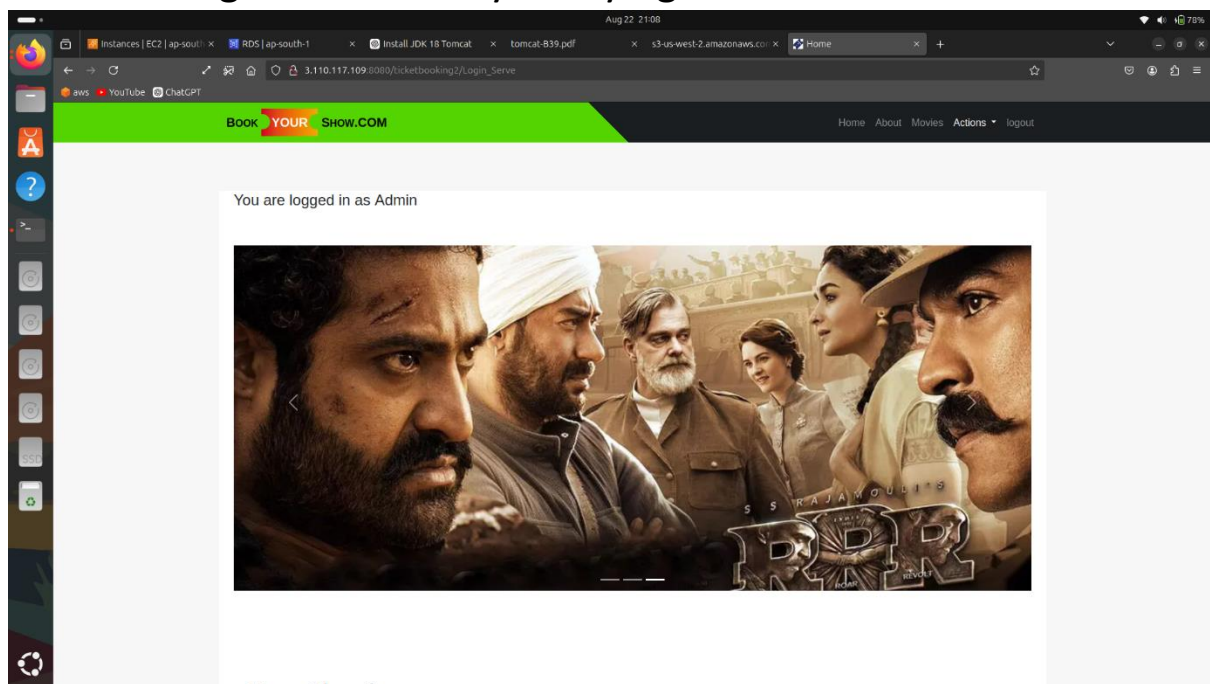 Aug 22 21:08
78%
Instances | EC2 | ap-south
RDS | ap-south-1
Install JDK 18 Tomcat
tomcat-B39.pdf
s3-us-west-2.amazonaws.co
Home
3.110.117.109:8080/ticketbooking2/Login_Serve
aws
YouTube
ChatGPT
BOOK YOUR SHOW.COM
Home About Movies Actions logout
You are logged in as Admin
SSD
S S RAJAMOULI'S
RRR
ROAR
REVOLT